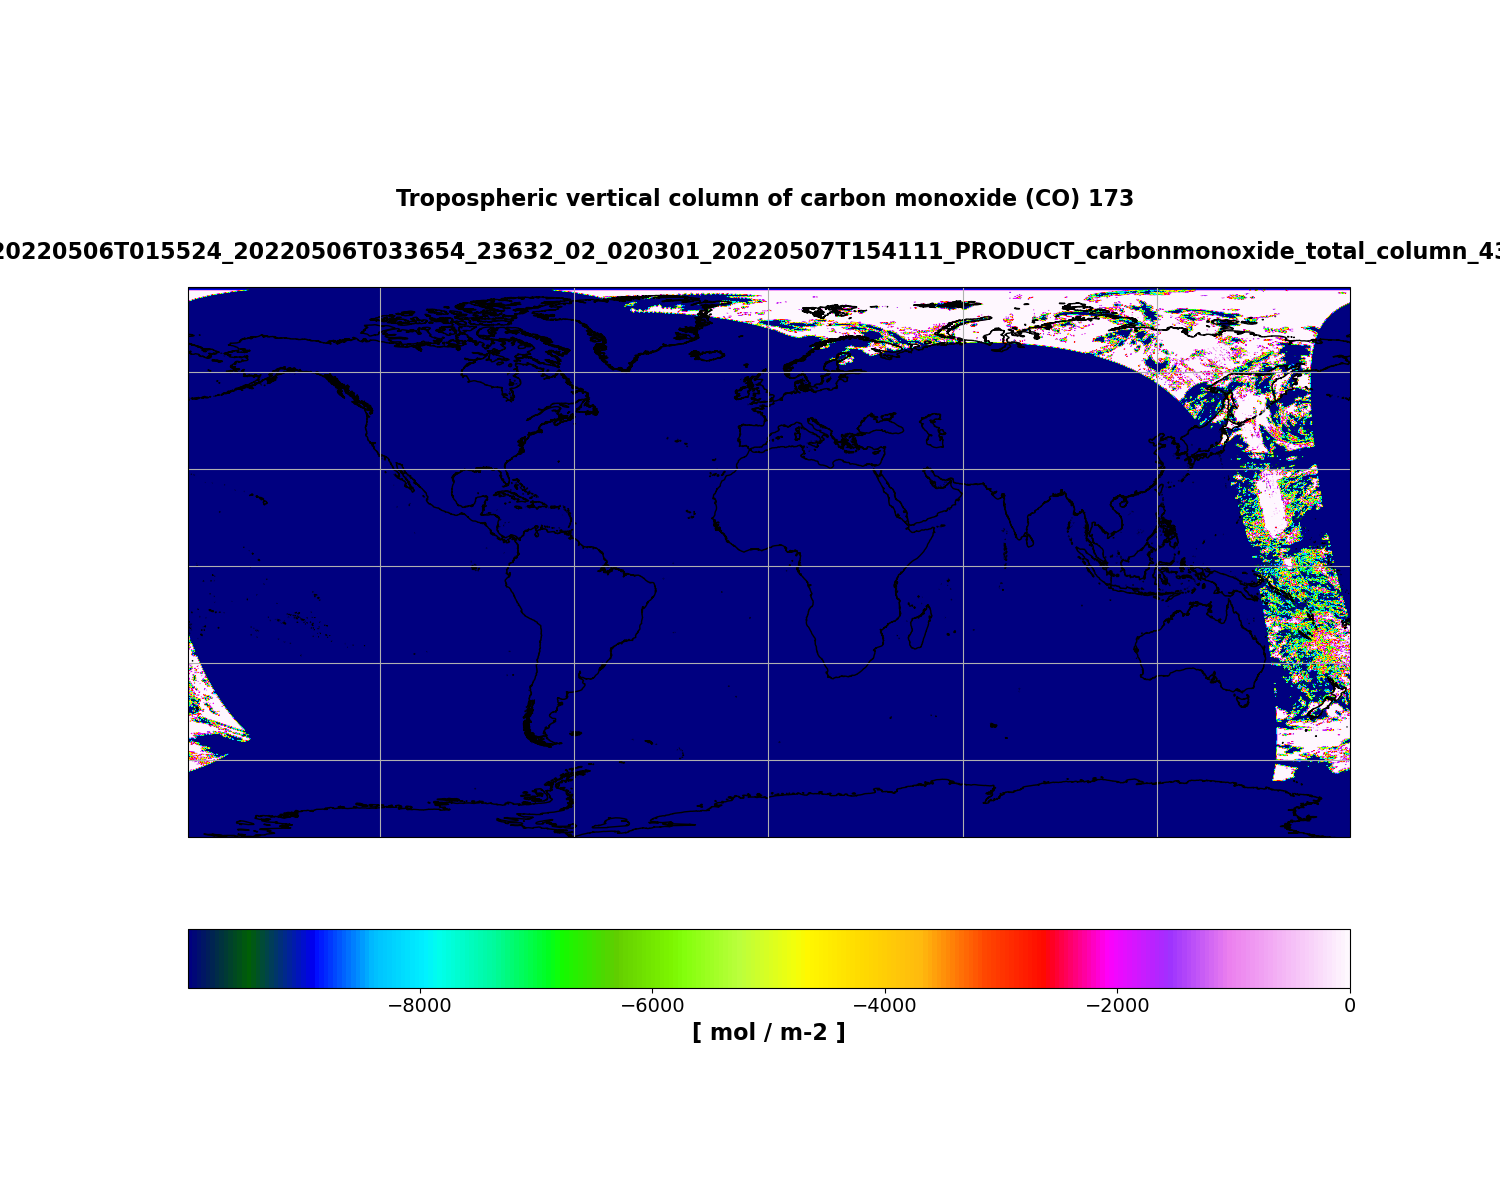 Tropospheric vertical column of carbon monoxide (CO) 173
20220506T015524_20220506T033654_23632_02_020301_20220507T154111_PRODUCT_carbonmonoxide_total_column_43
−8000 −6000 −4000 −2000 0
[ mol / m-2 ]